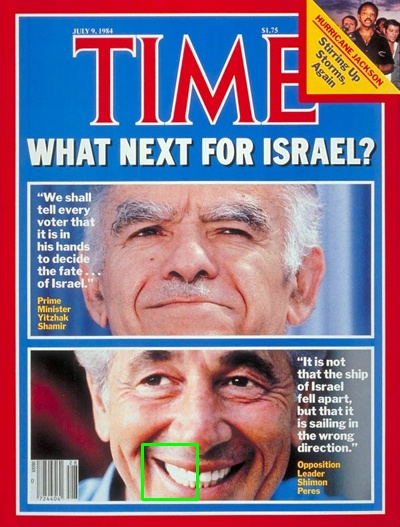 JULY 9, 1984
$1.75
TIME
HURRICANE JACKSON
Stirring Up
Storms,
Again
WHAT NEXT FOR ISRAEL?
“We shall
tell every
voter that
it is in
his hands
to decide
the fate . . .
of Israel.”
Prime
Minister
Yitzhak
Shamir
“It is not
that the ship
of Israel
fell apart,
but that it
is sailing in
the wrong
direction.”
Opposition
Leader
Shimon
Peres
724404